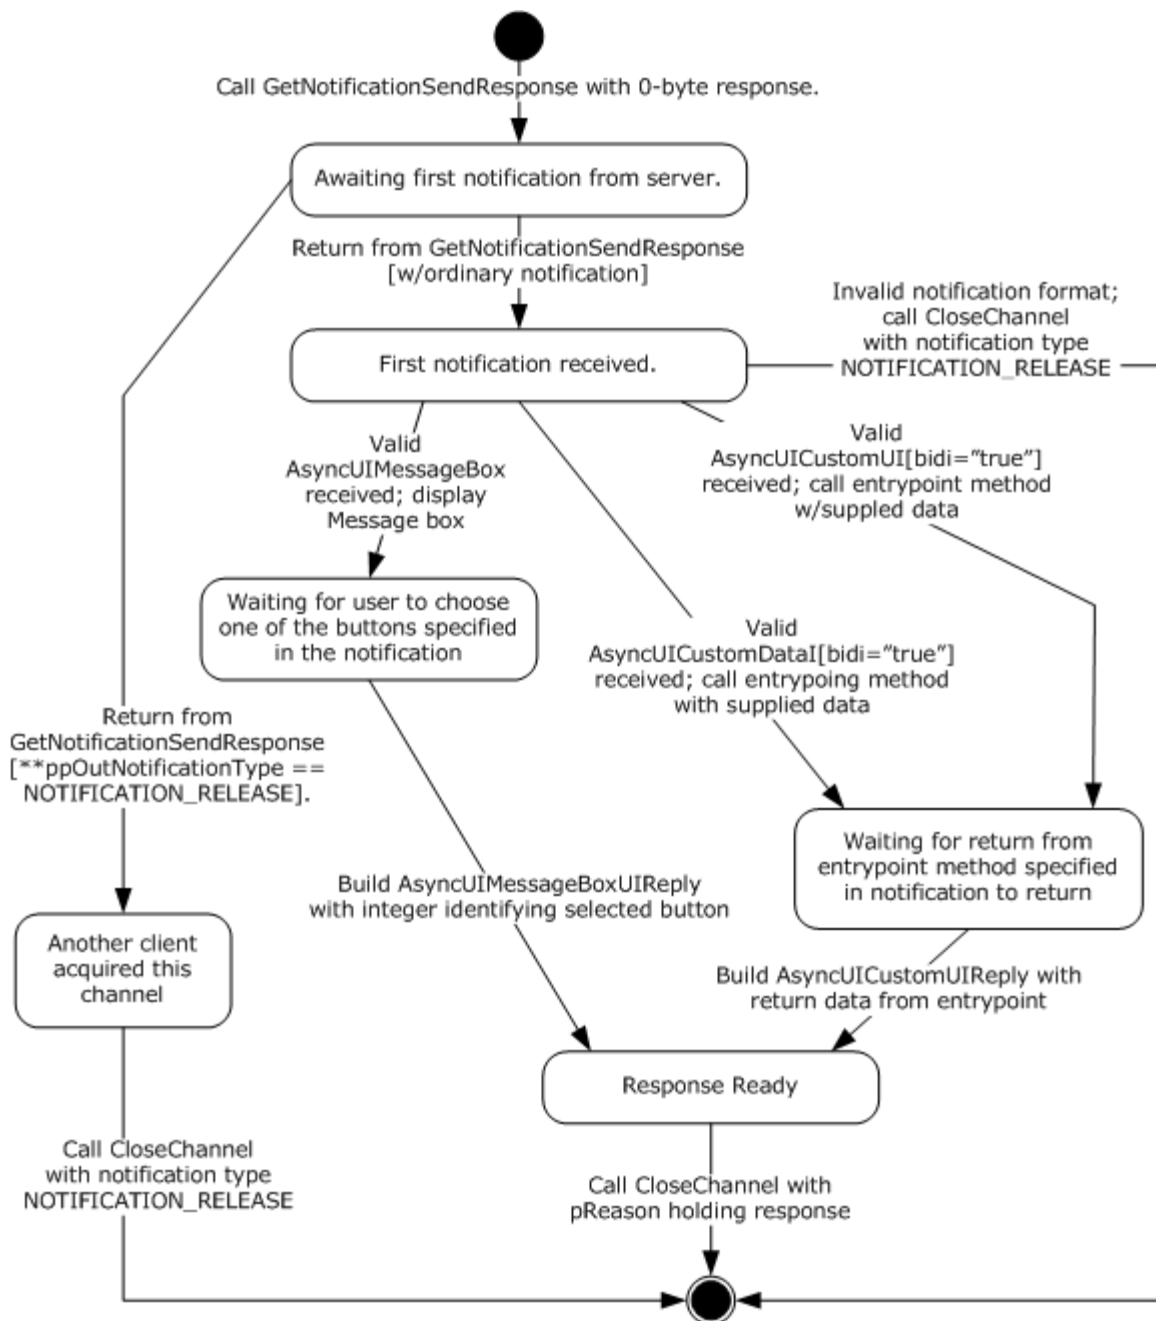 Call GetNotificationSendResponse with 0-byte response.
Awaiting first notification from server.
Return from GetNotificationSendResponse
[w/ordinary notification]
Invalid notification format;
call CloseChannel
with notification type
NOTIFICATION_RELEASE
First notification received.
Valid
AsyncUIMessageBox
received; display
Message box
Valid
AsyncUICustomUI[bidi=”true”]
received; call entrypoint method
w/suppled data
Waiting for user to choose
one of the buttons specified
in the notification
Valid
AsyncUICustomDataI[bidi=”true”]
received; call entrypoing method
with supplied data
Return from
GetNotificationSendResponse
[**ppOutNotificationType ==
NOTIFICATION_RELEASE].
Waiting for return from
entrypoint method specified
in notification to return
Build AsyncUIMessageBoxUIReply
with integer identifying selected button
Another client
acquired this
channel
Build AsyncUICustomUIReply with
return data from entrypoint
Response Ready
Call CloseChannel
with notification type
NOTIFICATION_RELEASE
Call CloseChannel with
pReason holding response